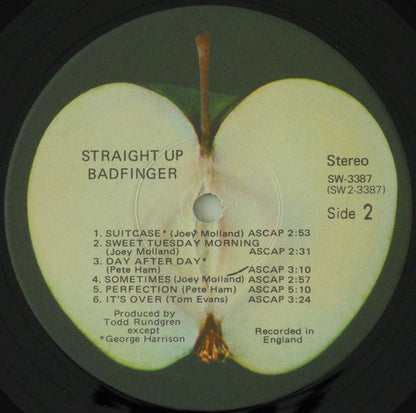 STRAIGHT UP
BADFINGER
Stereo
SW-3387
(SW2-3387)
Side 2
1. SUITCASE* (Joey Molland) ASCAP 2:53
2. SWEET TUESDAY MORNING
(Joey Molland) ASCAP 2:31
3. DAY AFTER DAY*
(Pete Ham) ASCAP 3:10
4. SOMETIMES (Joey Molland) ASCAP 2:57
5. PERFECTION (Pete Ham) ASCAP 5:10
6. IT'S OVER (Tom Evans) ASCAP 3:24
Produced by
Todd Rundgren
except
*George Harrison
Recorded in
England